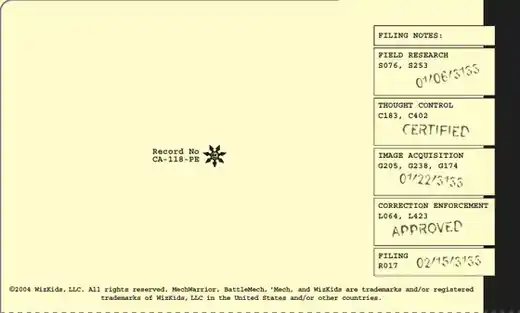 FILING NOTES:
FIELD RESEARCH
S076, S253
01/06/3133
THOUGHT CONTROL
C183, C402
CERTIFIED
Record No
CA-118-PE
IMAGE ACQUISITION
G205, G238, G174
01/22/3133
CORRECTION ENFORCEMENT
L064, L423
APPROVED
FILING
R017
02/15/3133
©2004 WizKids, LLC. All rights reserved. MechWarrior, BattleMech, 'Mech, and WizKids are trademarks and/or registered
trademarks of WizKids, LLC in the United States and/or other countries.